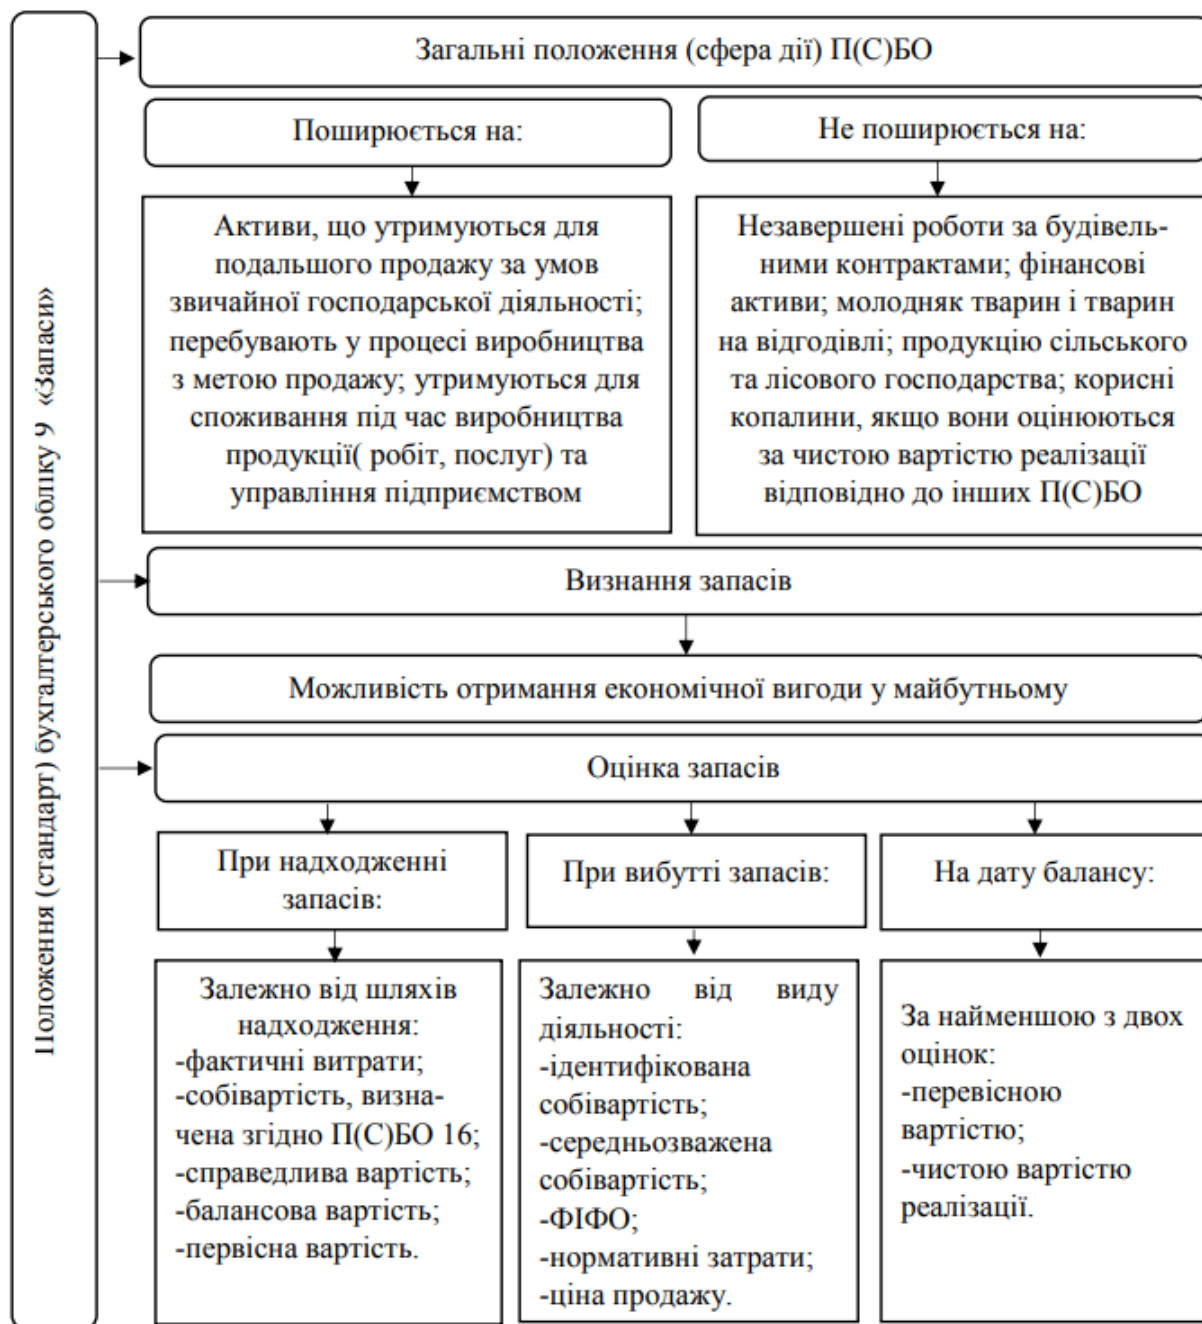 Положення (стандарт) бухгалтерського обліку 9 «Запаси»
Загальні положення (сфера дії) П(С)БО
Поширюється на:
Не поширюється на:
Активи, що утримуються для
подальшого продажу за умов
звичайної господарської діяльності;
перебувають у процесі виробництва
з метою продажу; утримуються для
споживання під час виробництва
продукції( робіт, послуг) та
управління підприємством
Незавершені роботи за будівель-
ними контрактами; фінансові
активи; молодняк тварин і тварин
на відгодівлі; продукцію сільського
та лісового господарства; корисні
копалини, якщо вони оцінюються
за чистою вартістю реалізації
відповідно до інших П(С)БО
Визнання запасів
Можливість отримання економічної вигоди у майбутньому
Оцінка запасів
При надходженні
запасів:
При вибутті запасів:
На дату балансу:
Залежно від шляхів
надходження:
-фактичні витрати;
-собівартість, визна-
чена згідно П(С)БО 16;
-справедлива вартість;
-балансова вартість;
-первісна вартість.
Залежно від виду
діяльності:
-ідентифікована
собівартість;
-середньозважена
собівартість;
-ФІФО;
-нормативні затрати;
-ціна продажу.
За найменшою з двох
оцінок:
-перевісною
вартістю;
-чистою вартістю
реалізації.